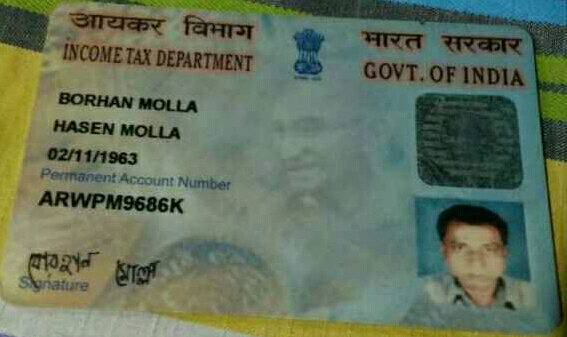 आयकर विभाग
INCOME TAX DEPARTMENT
भारत सरकार
GOVT. OF INDIA
BORHAN MOLLA
HASEN MOLLA
02/11/1963
Permanent Account Number
ARWPM9686K
বোরহান মোল্লা
Signature